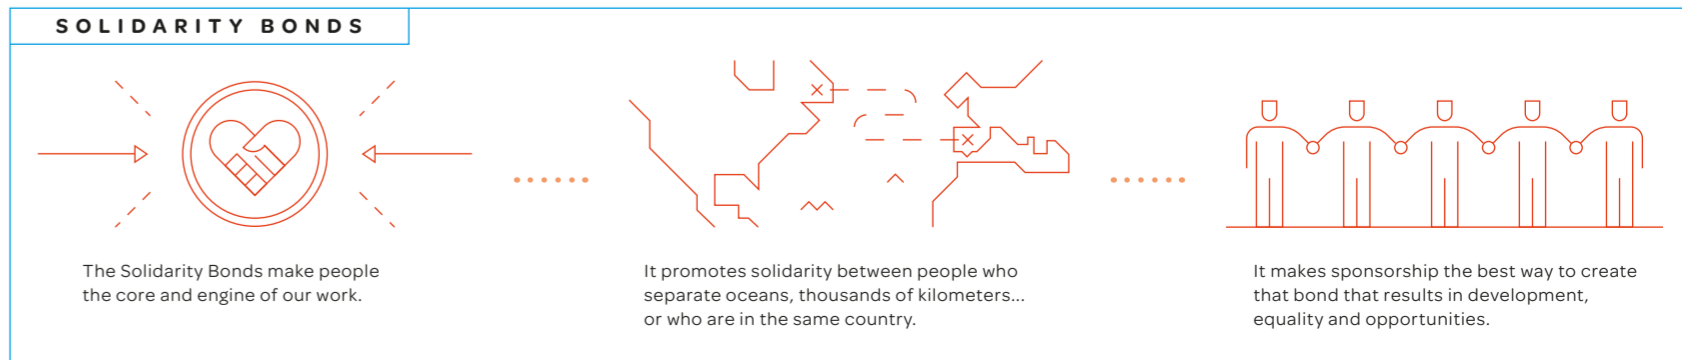 SOLIDARITY BONDS
The Solidarity Bonds make people
the core and engine of our work.
It promotes solidarity between people who
separate oceans, thousands of kilometers...
or who are in the same country.
It makes sponsorship the best way to create
that bond that results in development,
equality and opportunities.